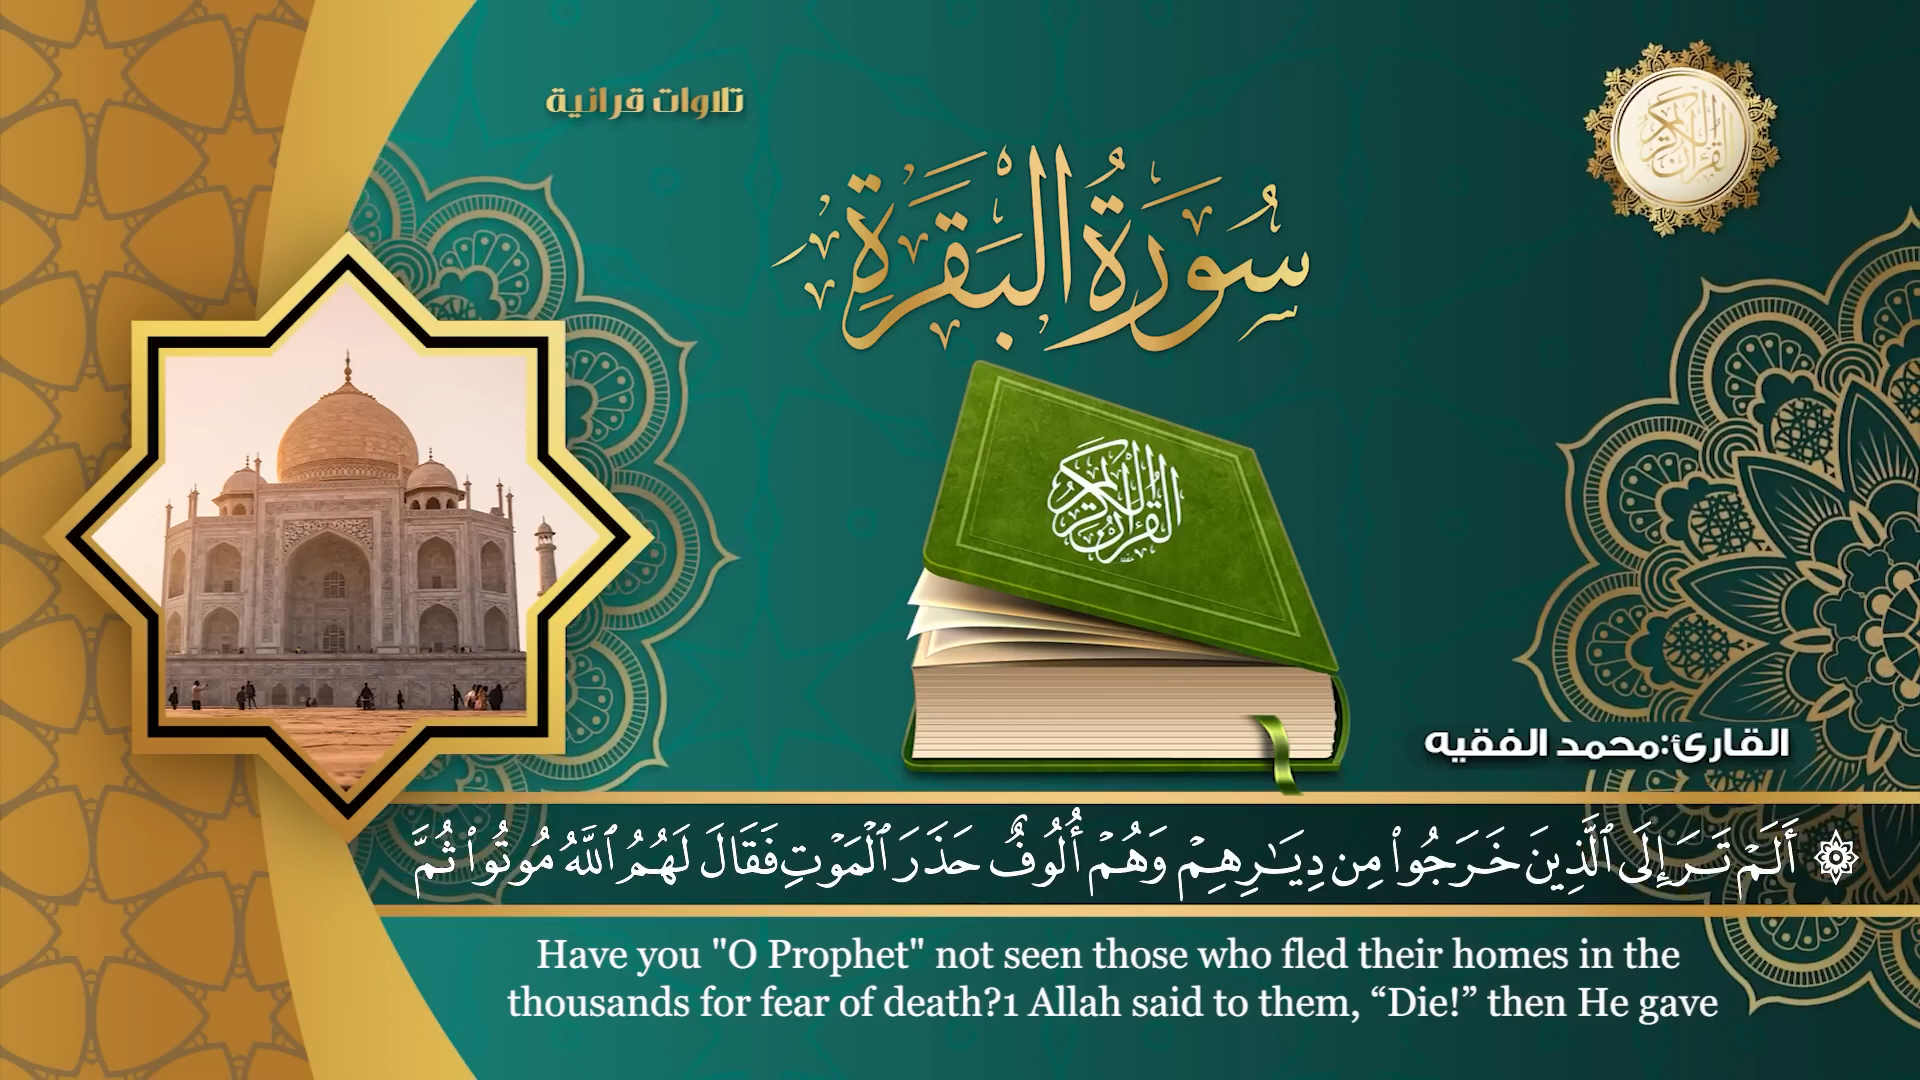 تلاوات قرانية
القرآن الكريم
سُورَةُ البَقَرَةِ
القرآن الكريم
القارئ:محمد الفقيه
۞ أَلَمۡ تَرَ إِلَى ٱلَّذِينَ خَرَجُواْ مِن دِيَٰرِهِمۡ وَهُمۡ أُلُوفٌ حَذَرَ ٱلۡمَوۡتِ فَقَالَ لَهُمُ ٱللَّهُ مُوتُواْ ثُمَّ
Have you "O Prophet" not seen those who fled their homes in the
thousands for fear of death?1 Allah said to them, “Die!” then He gave